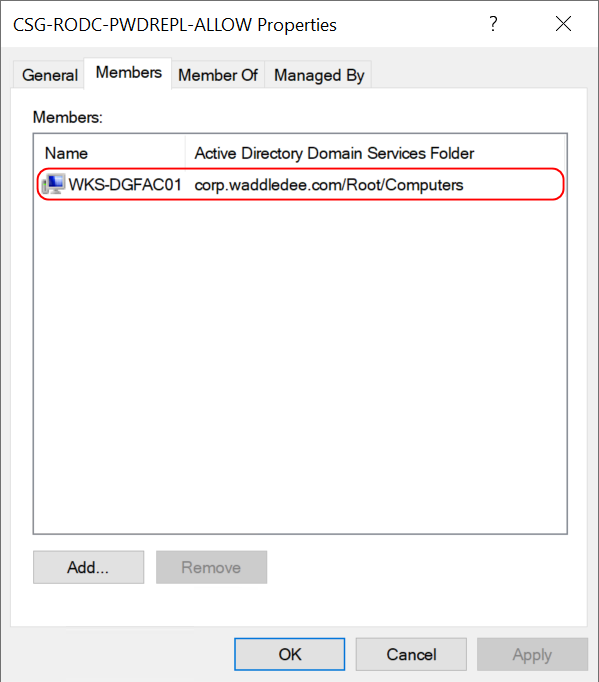 CSG-RODC-PWDREPL-ALLOW Properties ?
General Members Member Of Managed By
Members:
Name Active Directory Domain Services Folder
WKS-DGFAC01 corp.waddledee.com/Root/Computers
Add... Remove
OK Cancel Apply